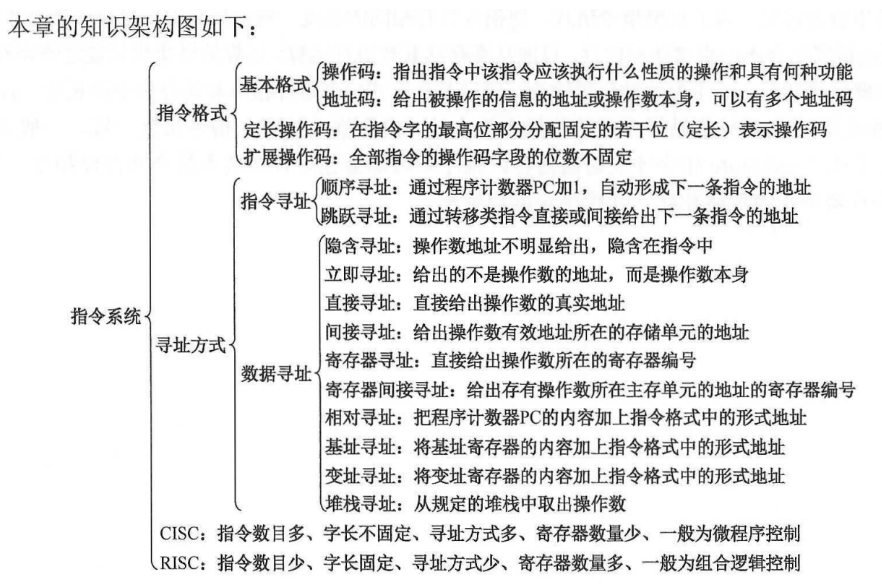 本章的知识架构图如下：
操作码：指出指令中该指令应该执行什么性质的操作和具有何种功能
基本格式
地址码：给出被操作的信息的地址或操作数本身，可以有多个地址码
指令格式
定长操作码：在指令字的最高位部分分配固定的若干位（定长）表示操作码
扩展操作码：全部指令的操作码字段的位数不固定
顺序寻址：通过程序计数器PC加1，自动形成下一条指令的地址
指令寻址
跳跃寻址：通过转移类指令直接或间接给出下一条指令的地址
隐含寻址：操作数地址不明显给出，隐含在指令中
立即寻址：给出的不是操作数的地址，而是操作数本身
直接寻址：直接给出操作数的真实地址
指令系统
间接寻址：给出操作数有效地址所在的存储单元的地址
寻址方式
寄存器寻址：直接给出操作数所在的寄存器编号
数据寻址
寄存器间接寻址：给出存有操作数所在主存单元的地址的寄存器编号
相对寻址：把程序计数器PC的内容加上指令格式中的形式地址
基址寻址：将基址寄存器的内容加上指令格式中的形式地址
变址寻址：将变址寄存器的内容加上指令格式中的形式地址
堆栈寻址：从规定的堆栈中取出操作数
CISC：指令数目多、字长不固定、寻址方式多、寄存器数量少、一般为微程序控制
RISC：指令数目少、字长固定、寻址方式少、寄存器数量多、一般为组合逻辑控制